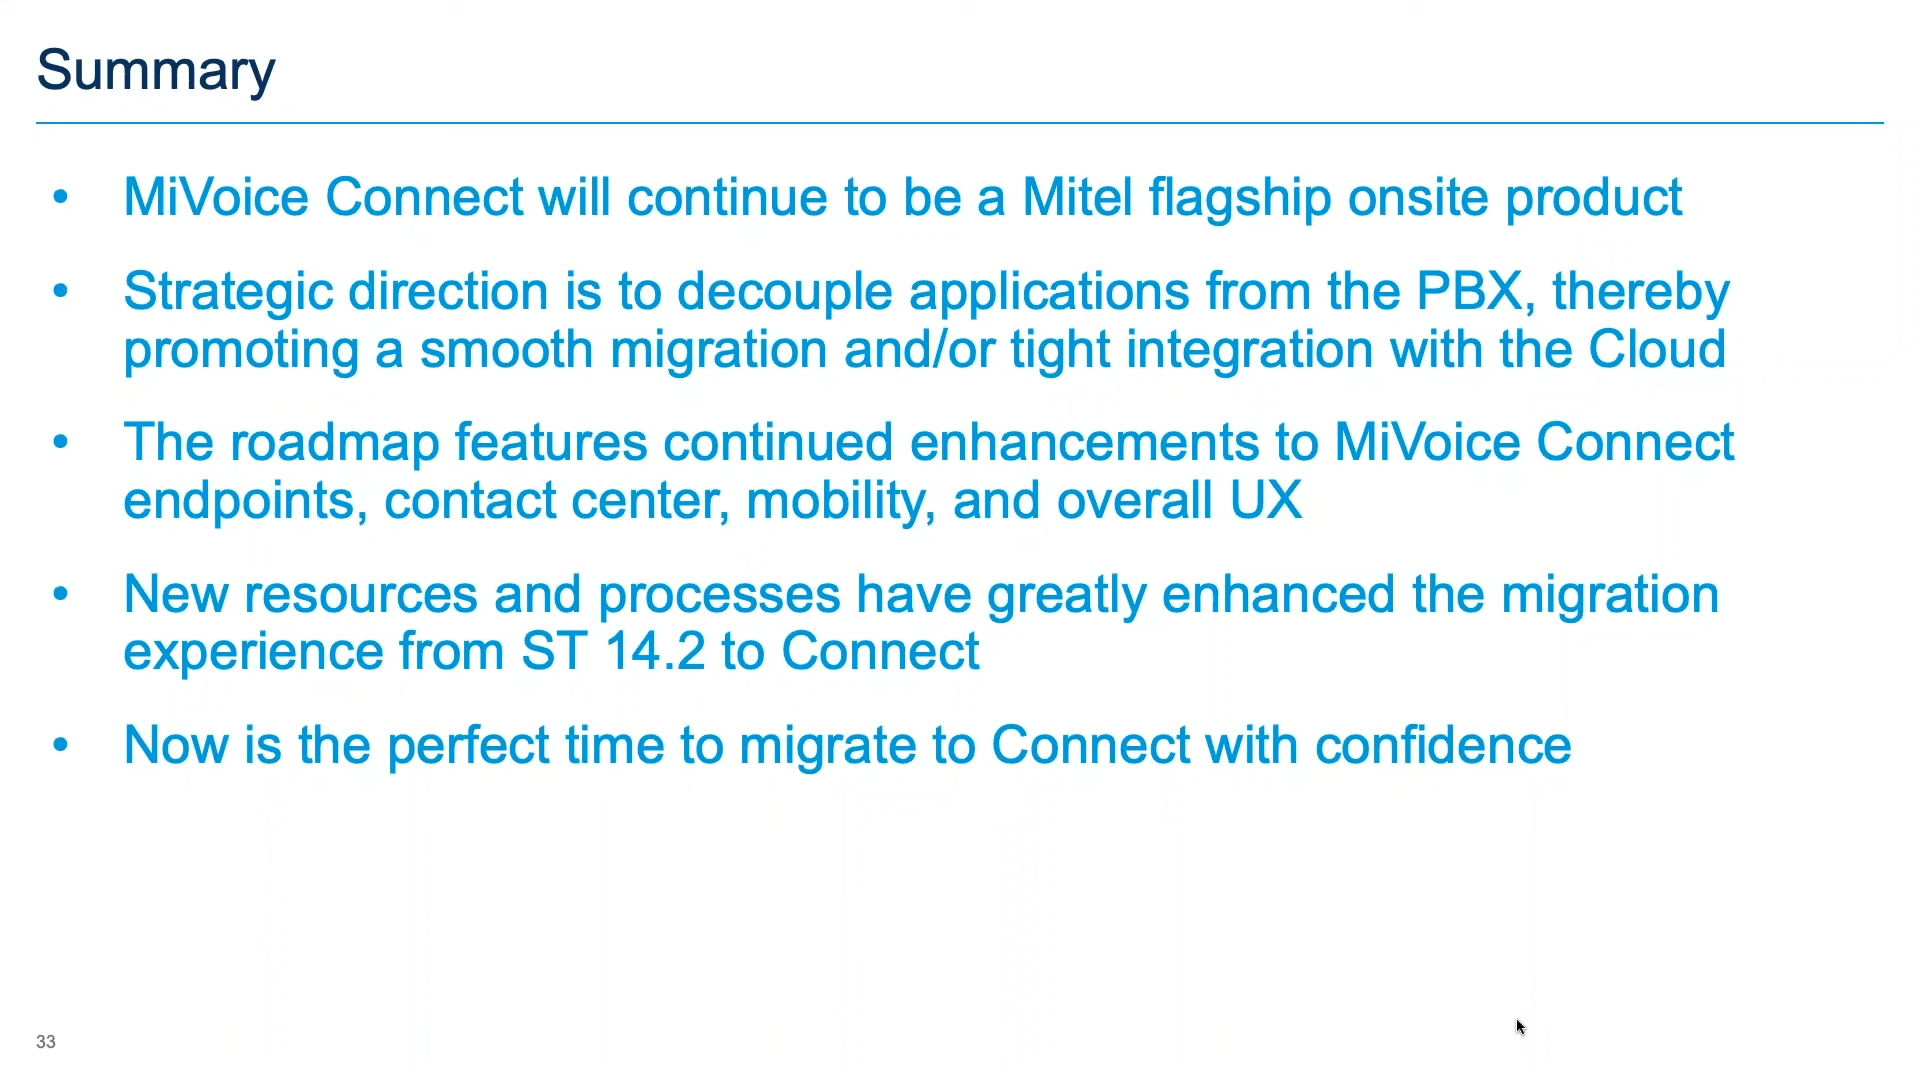 Summary
• MiVoice Connect will continue to be a Mitel flagship onsite product
• Strategic direction is to decouple applications from the PBX, thereby
promoting a smooth migration and/or tight integration with the Cloud
• The roadmap features continued enhancements to MiVoice Connect
endpoints, contact center, mobility, and overall UX
• New resources and processes have greatly enhanced the migration
experience from ST 14.2 to Connect
• Now is the perfect time to migrate to Connect with confidence
33